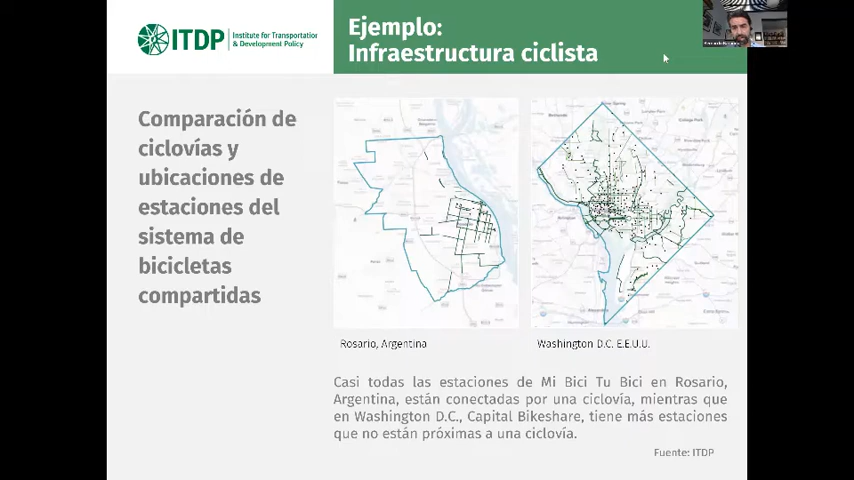 ITDP
Institute for Transportation
& Development Policy
Ejemplo:
Infraestructura ciclista
Comparación de
ciclovías y
ubicaciones de
estaciones del
sistema de
bicicletas
compartidas
Rosario, Argentina
Washington D.C. E.E.U.U.
Casi todas las estaciones de Mi Bici Tu Bici en Rosario,
Argentina, están conectadas por una ciclovía, mientras que
en Washington D.C., Capital Bikeshare, tiene más estaciones
que no están próximas a una ciclovía.
Fuente: ITDP